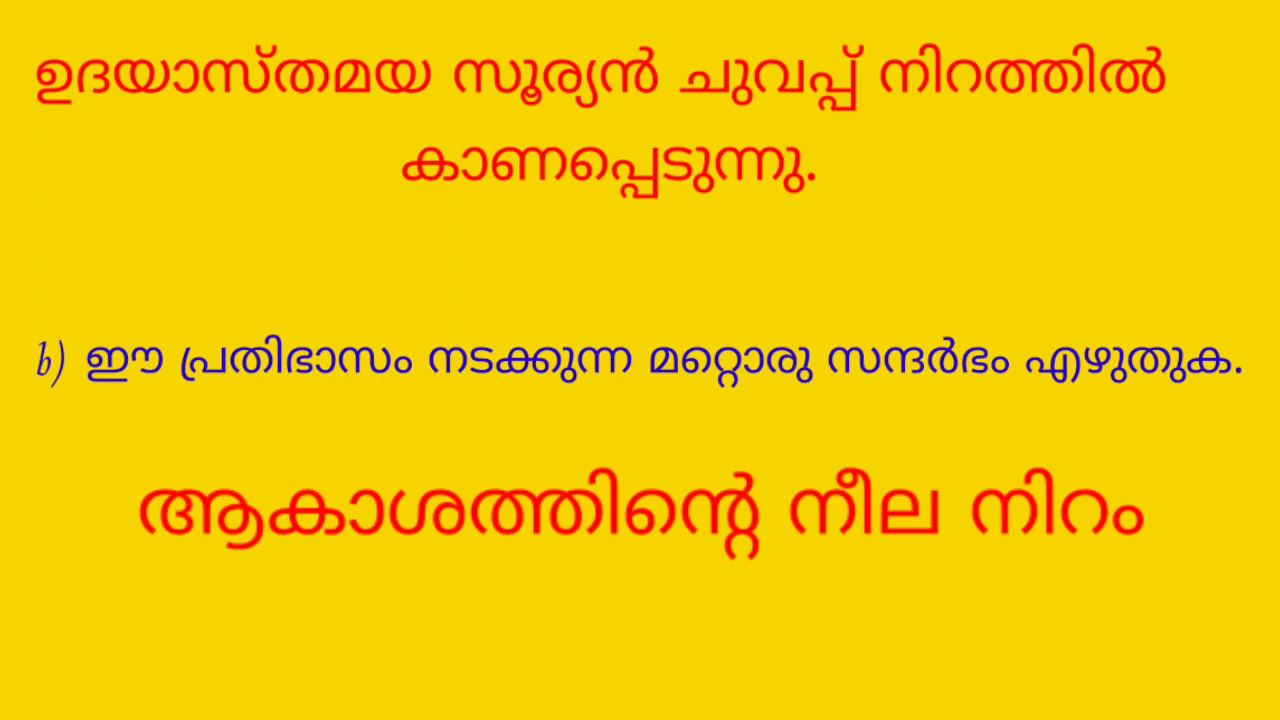 ഉദയാസ്തമയ സൂര്യൻ ചുവപ്പ് നിറത്തിൽ
കാണപ്പെടുന്നു.
b) ഈ പ്രതിഭാസം നടക്കുന്ന മറ്റൊരു സന്ദർഭം എഴുതുക.
ആകാശത്തിന്റെ നീല നിറം